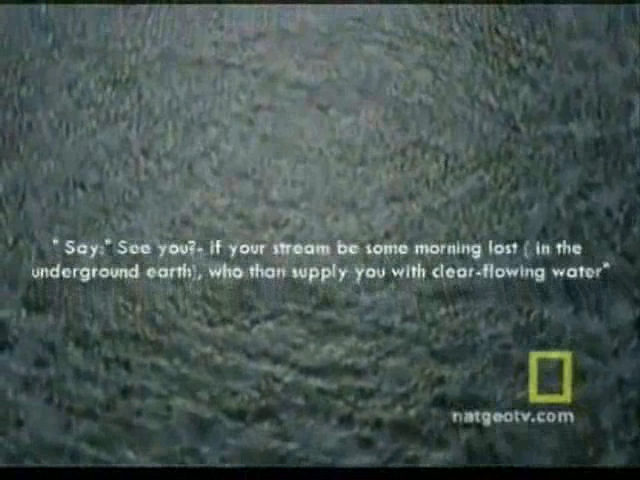 " Say:" See you?- if your stream be some morning lost ( in the
underground earth), who than supply you with clear-flowing water"
natgeotv.com